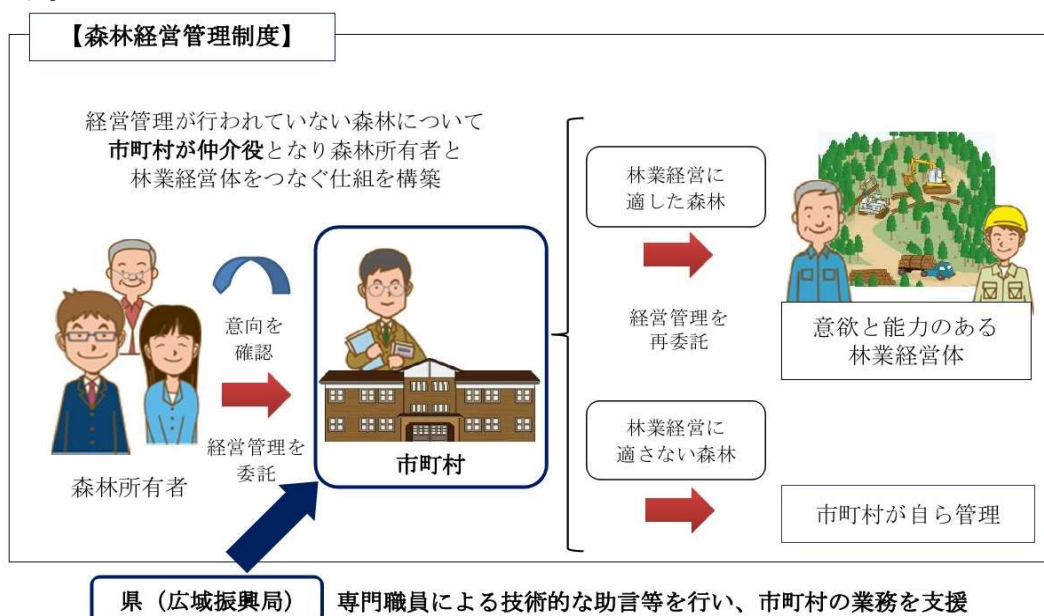 【森林経営管理制度】
経営管理が行われていない森林について
市町村が仲介役となり森林所有者と
林業経営体をつなぐ仕組を構築
意向を
確認
経営管理を
委託
森林所有者
市町村
林業経営に
適した森林
経営管理を
再委託
意欲と能力のある
林業経営体
林業経営に
適さない森林
市町村が自ら管理
県（広域振興局）
専門職員による技術的な助言等を行い、市町村の業務を支援